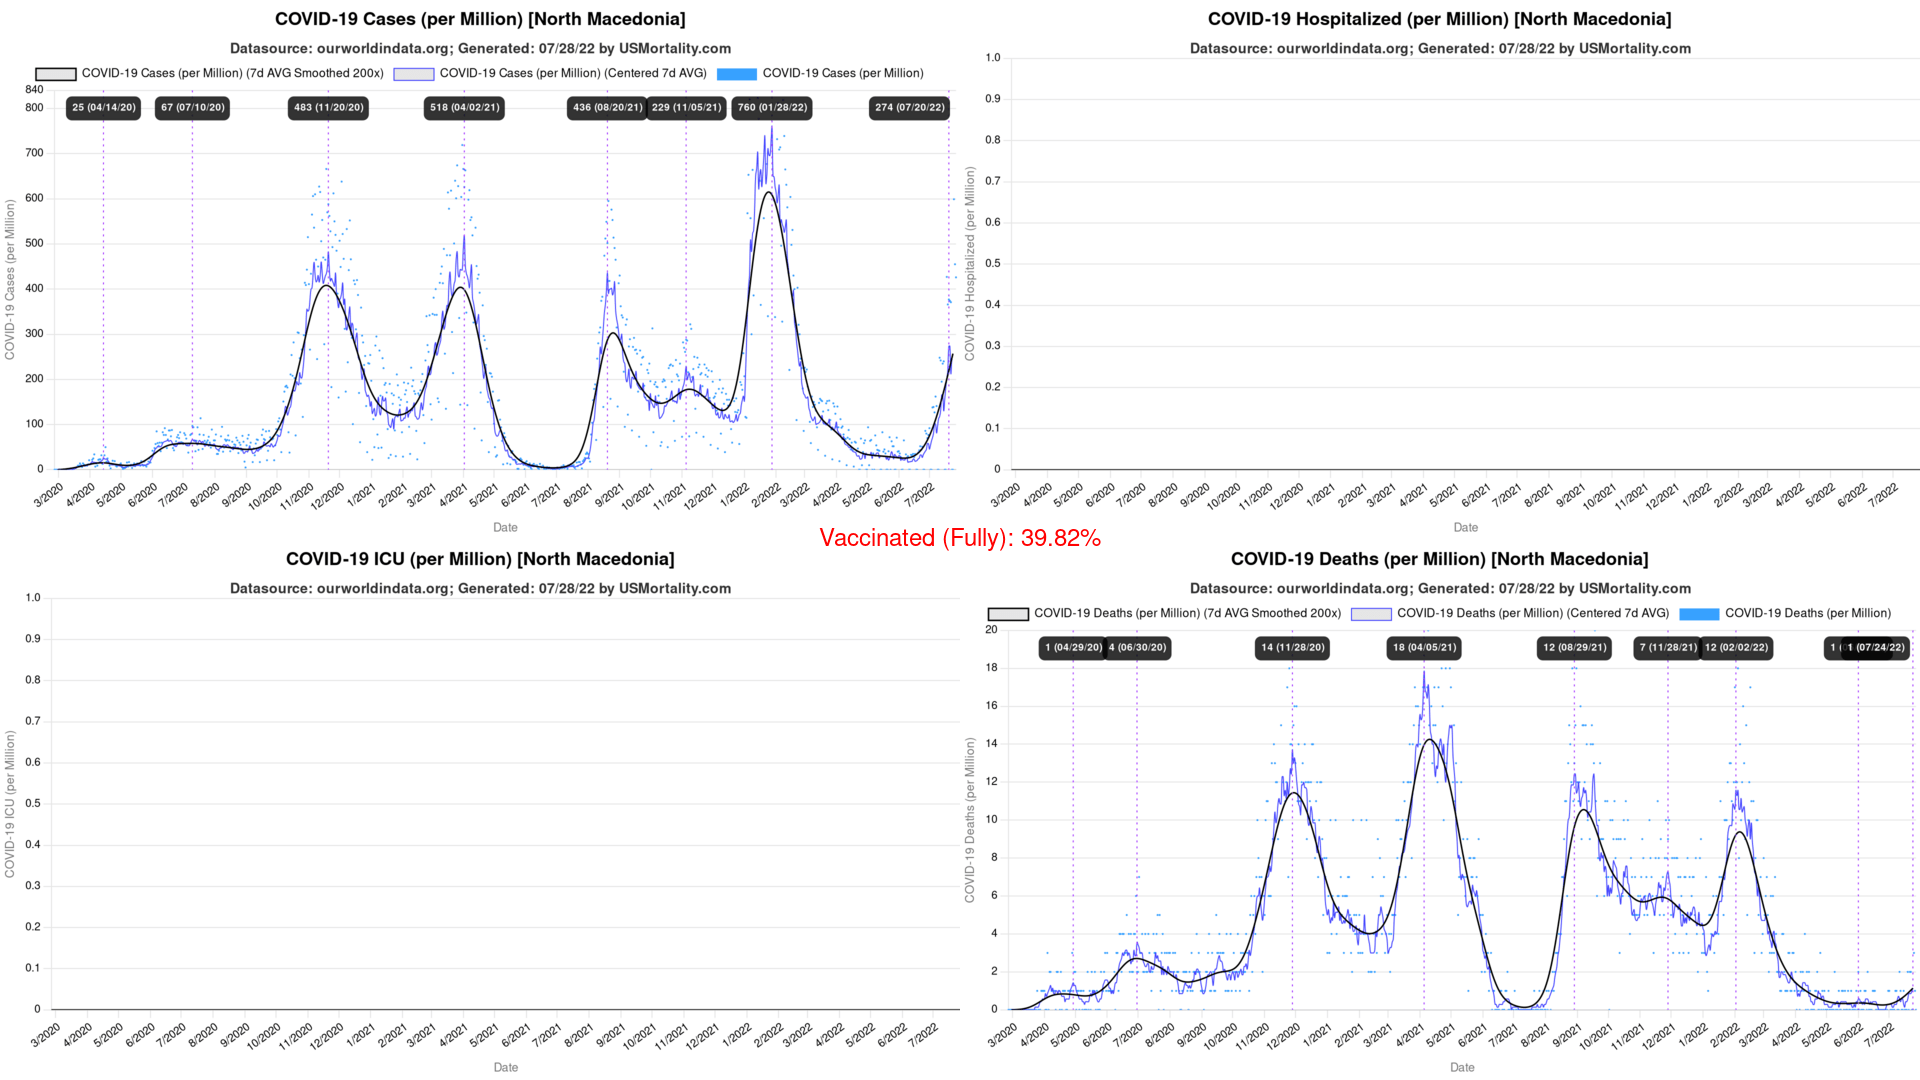 COVID-19 Cases (per Million) [North Macedonia]
Datasource: ourworldindata.org; Generated: 07/28/22 by USMortality.com
COVID-19 Cases (per Million) (7d AVG Smoothed 200x) COVID-19 Cases (per Million) (Centered 7d AVG) COVID-19 Cases (per Million)
25 (04/14/20) 67 (07/10/20) 483 (11/20/20) 518 (04/02/21) 436 (08/20/21) 229 (11/05/21) 760 (01/28/22) 274 (07/20/22)
840
800
700
600
500
400
300
200
100
0
COVID-19 Cases (per Million)
3/2020 4/2020 5/2020 6/2020 7/2020 8/2020 9/2020 10/2020 11/2020 12/2020 1/2021 2/2021 3/2021 4/2021 5/2021 6/2021 7/2021 8/2021 9/2021 10/2021 11/2021 12/2021 1/2022 2/2022 3/2022 4/2022 5/2022 6/2022 7/2022
Date
COVID-19 Hospitalized (per Million) [North Macedonia]
Datasource: ourworldindata.org; Generated: 07/28/22 by USMortality.com
1.0
0.9
0.8
0.7
0.6
0.5
0.4
0.3
0.2
0.1
0
COVID-19 Hospitalized (per Million)
3/2020 4/2020 5/2020 6/2020 7/2020 8/2020 9/2020 10/2020 11/2020 12/2020 1/2021 2/2021 3/2021 4/2021 5/2021 6/2021 7/2021 8/2021 9/2021 10/2021 11/2021 12/2021 1/2022 2/2022 3/2022 4/2022 5/2022 6/2022 7/2022
Date
Vaccinated (Fully): 39.82%
COVID-19 ICU (per Million) [North Macedonia]
Datasource: ourworldindata.org; Generated: 07/28/22 by USMortality.com
1.0
0.9
0.8
0.7
0.6
0.5
0.4
0.3
0.2
0.1
0
COVID-19 ICU (per Million)
3/2020 4/2020 5/2020 6/2020 7/2020 8/2020 9/2020 10/2020 11/2020 12/2020 1/2021 2/2021 3/2021 4/2021 5/2021 6/2021 7/2021 8/2021 9/2021 10/2021 11/2021 12/2021 1/2022 2/2022 3/2022 4/2022 5/2022 6/2022 7/2022
Date
COVID-19 Deaths (per Million) [North Macedonia]
Datasource: ourworldindata.org; Generated: 07/28/22 by USMortality.com
COVID-19 Deaths (per Million) (7d AVG Smoothed 200x) COVID-19 Deaths (per Million) (Centered 7d AVG) COVID-19 Deaths (per Million)
1 (04/29/20) 4 (06/30/20) 14 (11/28/20) 18 (04/05/21) 12 (08/29/21) 7 (11/28/21) 12 (02/02/22) 1 1 (07/24/22)
20
18
16
14
12
10
8
6
4
2
0
COVID-19 Deaths (per Million)
3/2020 4/2020 5/2020 6/2020 7/2020 8/2020 9/2020 10/2020 11/2020 12/2020 1/2021 2/2021 3/2021 4/2021 5/2021 6/2021 7/2021 8/2021 9/2021 10/2021 11/2021 12/2021 1/2022 2/2022 3/2022 4/2022 5/2022 6/2022 7/2022
Date